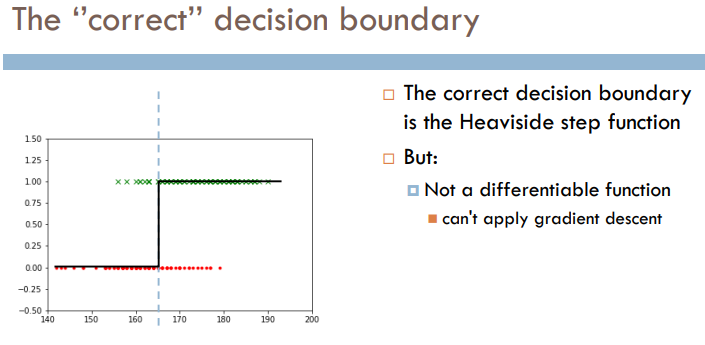 The ‘’correct’’ decision boundary
The correct decision boundary
is the Heaviside step function
But:
Not a differentiable function
can't apply gradient descent
1.50
1.25
1.00
0.75
0.50
0.25
0.00
−0.25
−0.50
140 150 160 170 180 190 200